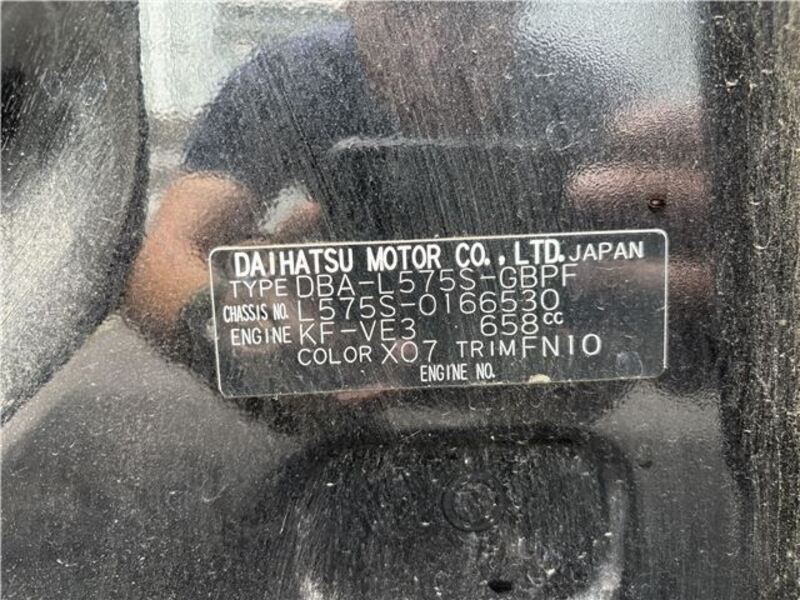 DAIHATSU MOTOR CO., LTD. JAPAN
TYPE DBA-L575S-GBPF
CHASSIS NO. L575S-0166530
ENGINE KF-VE3 658cc
COLOR X07 TRIM FN10
ENGINE NO.